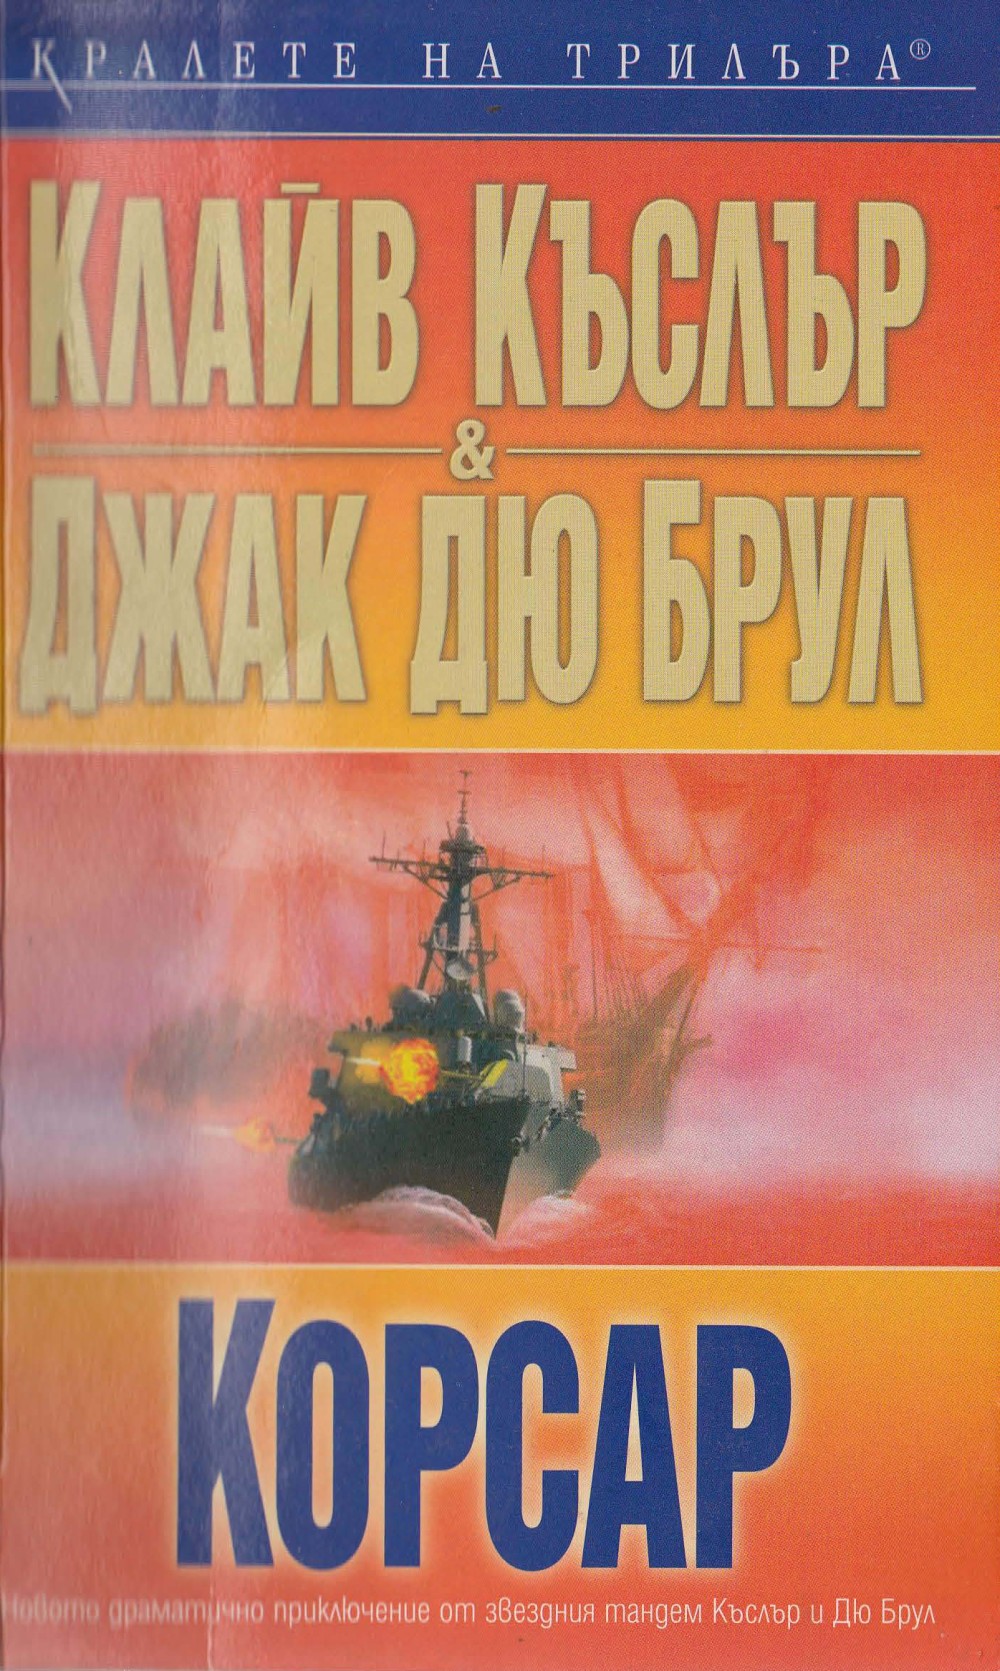 КРАЛЕТЕ НА ТРИЛЪРА®
КЛАЙВ КЪСЛЪР
&
ДЖАК ДЮ БРУЛ
КОРСАР
Новото драматично приключение от звездния тандем Къслър и Дю Брул